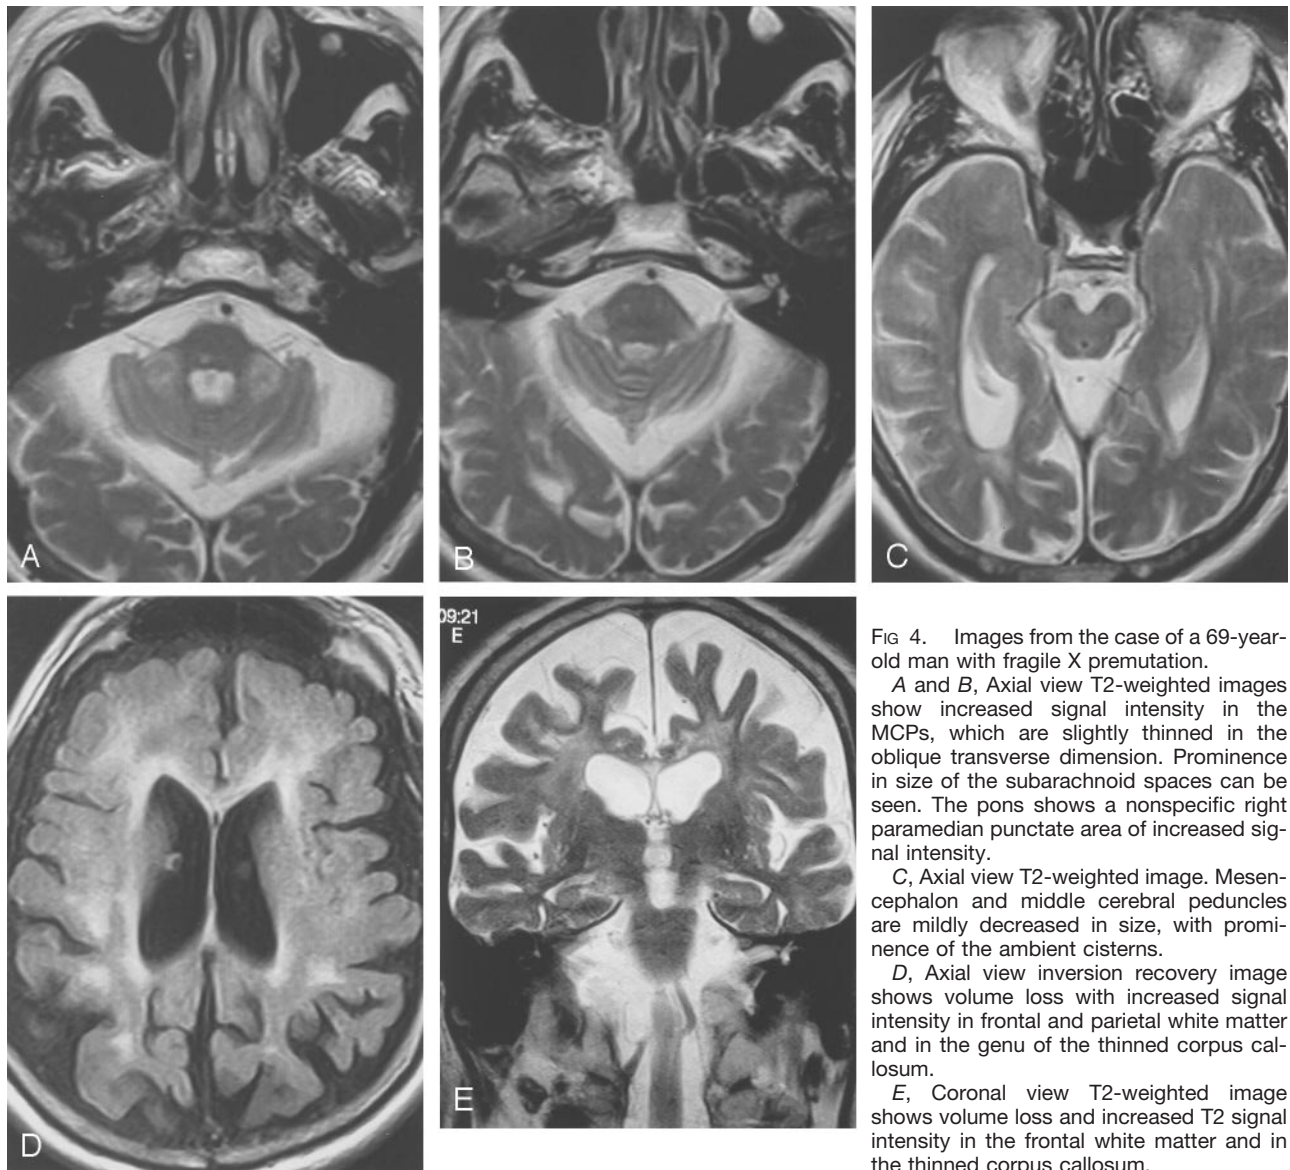 A
B
C
D
09:21
E
E
FIG 4. Images from the case of a 69-year-
old man with fragile X premutation.
A and B, Axial view T2-weighted images
show increased signal intensity in the
MCPs, which are slightly thinned in the
oblique transverse dimension. Prominence
in size of the subarachnoid spaces can be
seen. The pons shows a nonspecific right
paramedian punctate area of increased sig-
nal intensity.
C, Axial view T2-weighted image. Mesen-
cephalon and middle cerebral peduncles
are mildly decreased in size, with promi-
nence of the ambient cisterns.
D, Axial view inversion recovery image
shows volume loss with increased signal
intensity in frontal and parietal white matter
and in the genu of the thinned corpus cal-
losum.
E, Coronal view T2-weighted image
shows volume loss and increased T2 signal
intensity in the frontal white matter and in
the thinned corpus callosum.